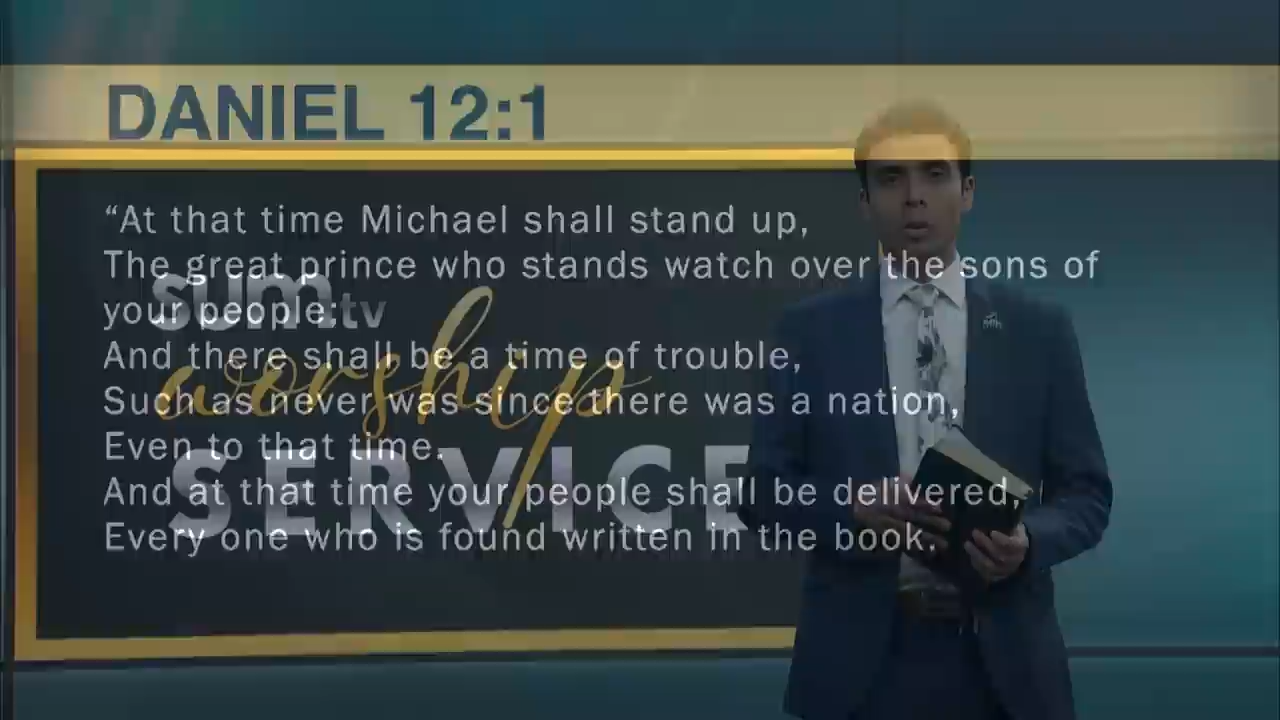 DANIEL 12:1
“At that time Michael shall stand up,
The great prince who stands watch over the sons of
your people;
And there shall be a time of trouble,
Such as never was since there was a nation,
Even to that time.
And at that time your people shall be delivered,
Every one who is found written in the book.
sum.tv
worship
SERVICE